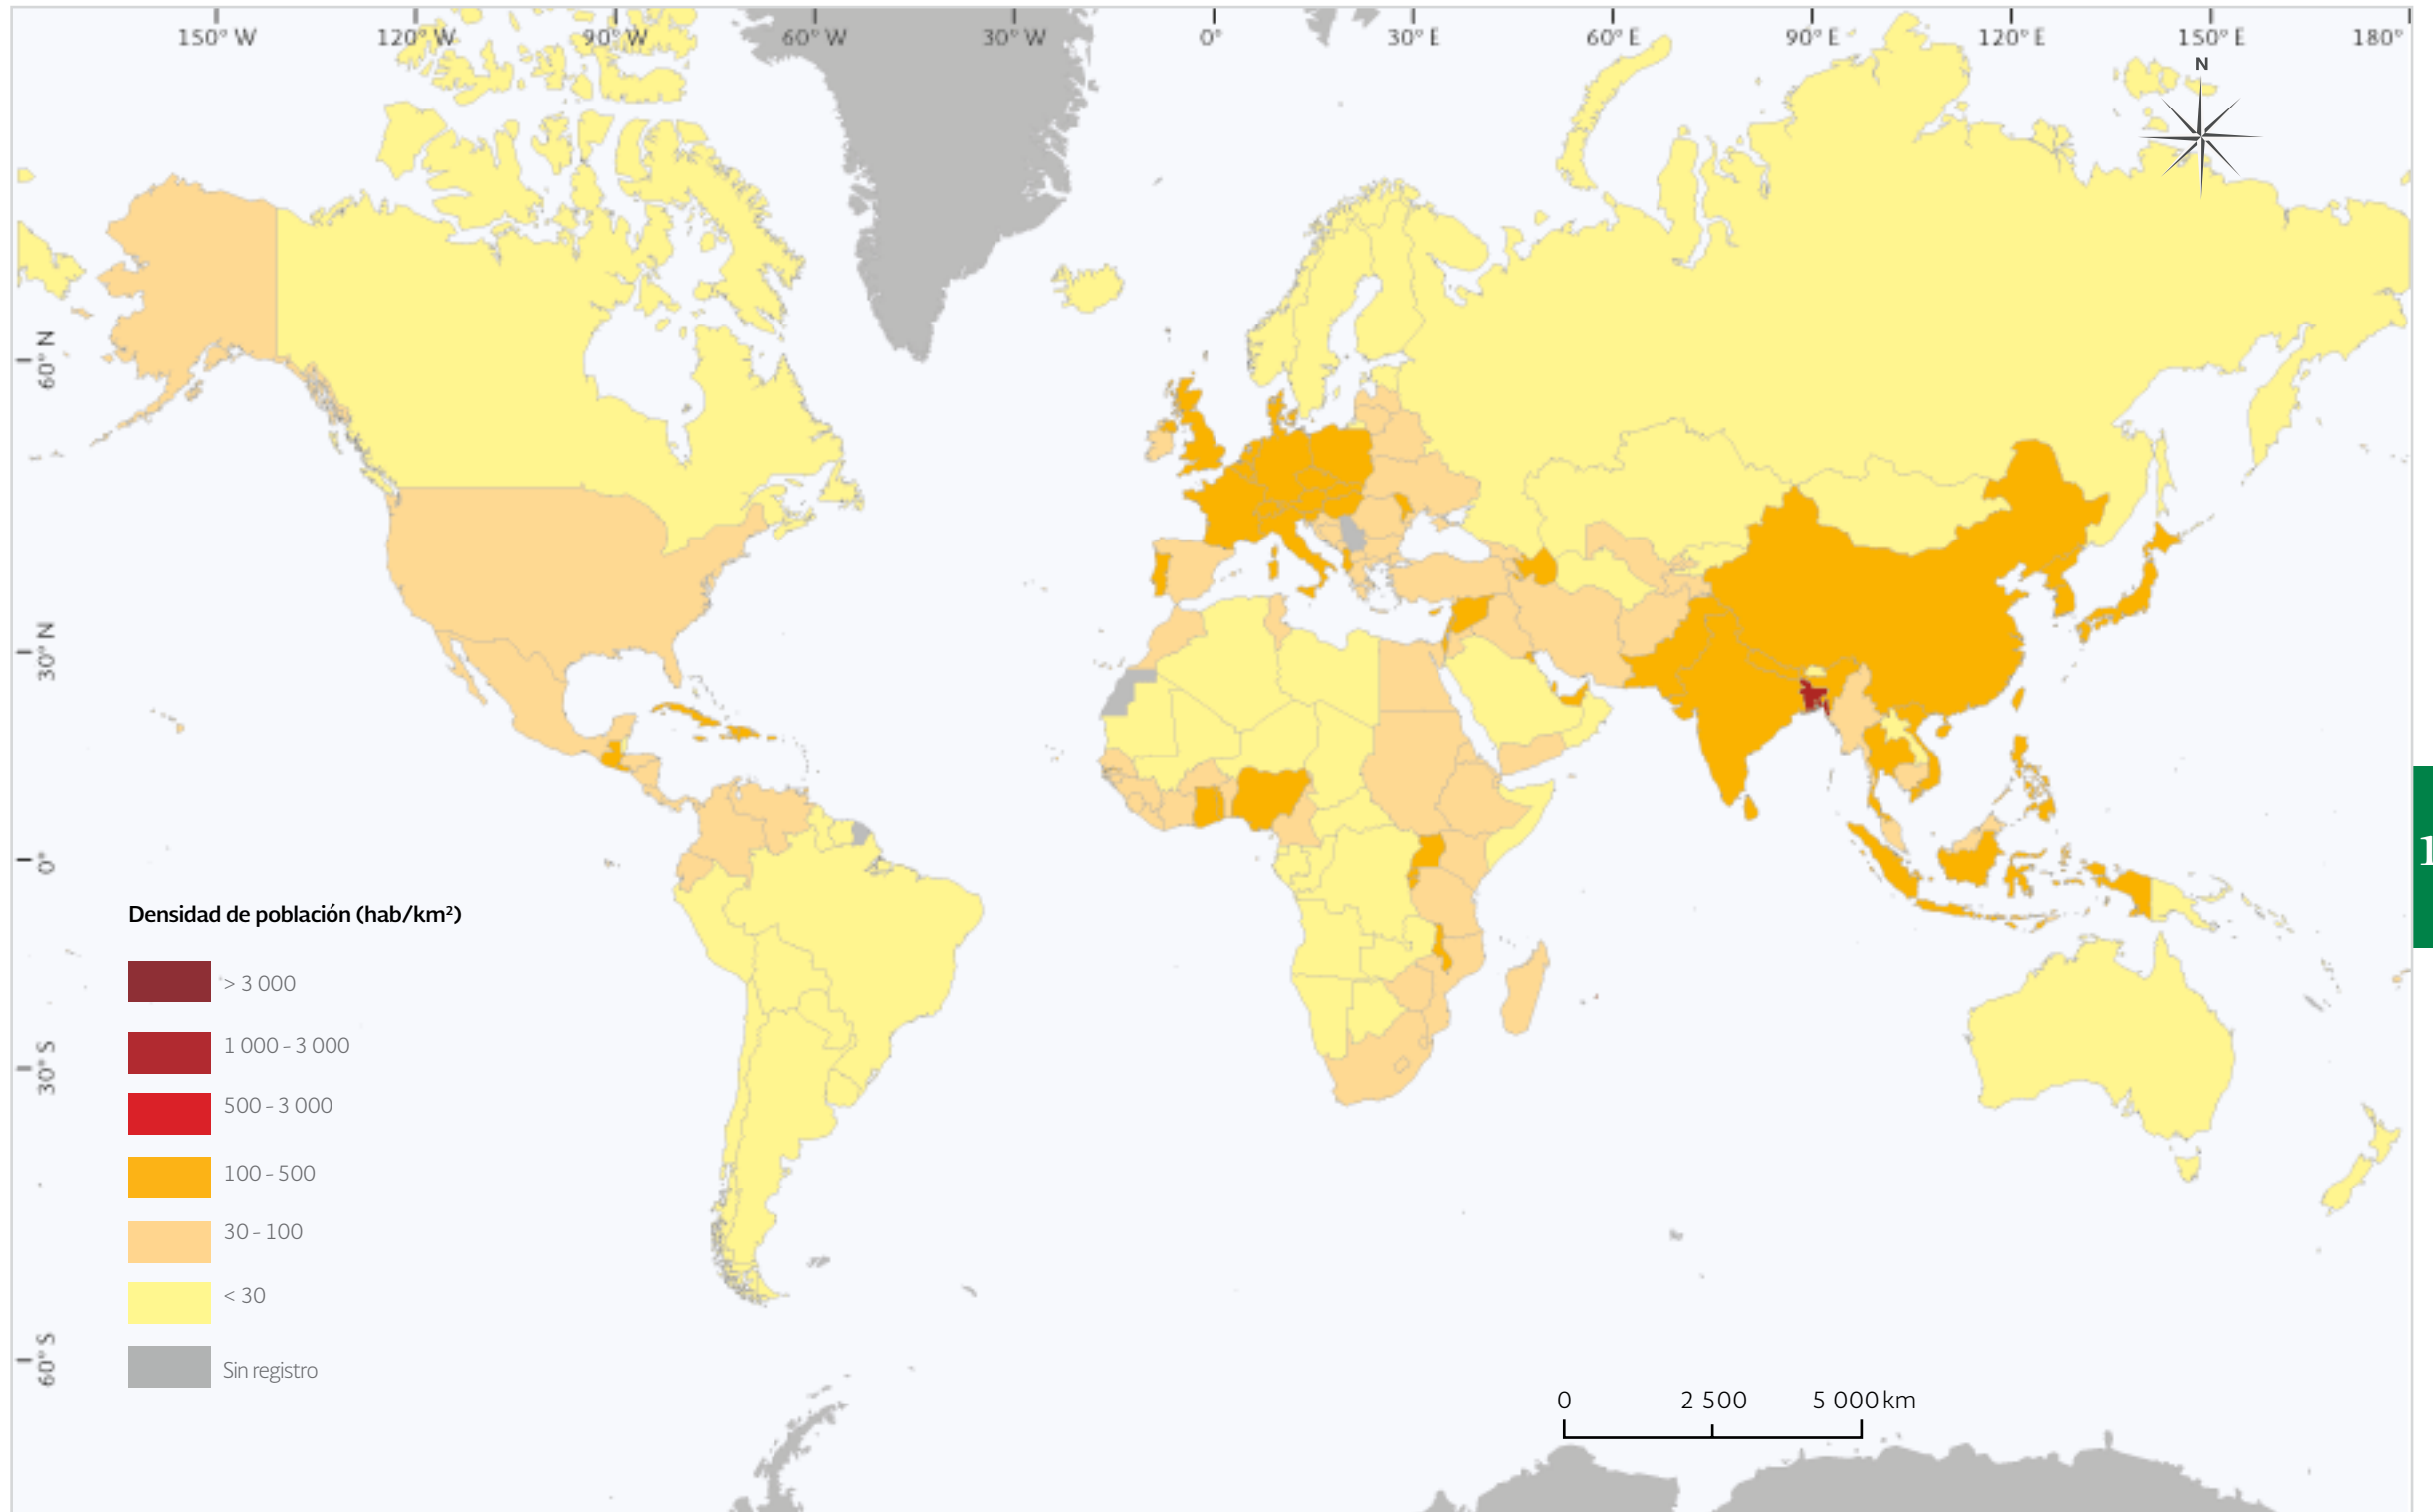 150° W 120° W 90° W 60° W 30° W 0° 30° E 60° E 90° E 120° E 150° E 180°
N
60° N
30° N
0°
30° S
60° S
1
Densidad de población (hab/km²)
> 3 000
1 000 - 3 000
500 - 3 000
100 - 500
30 - 100
< 30
Sin registro
0 2 500 5 000 km